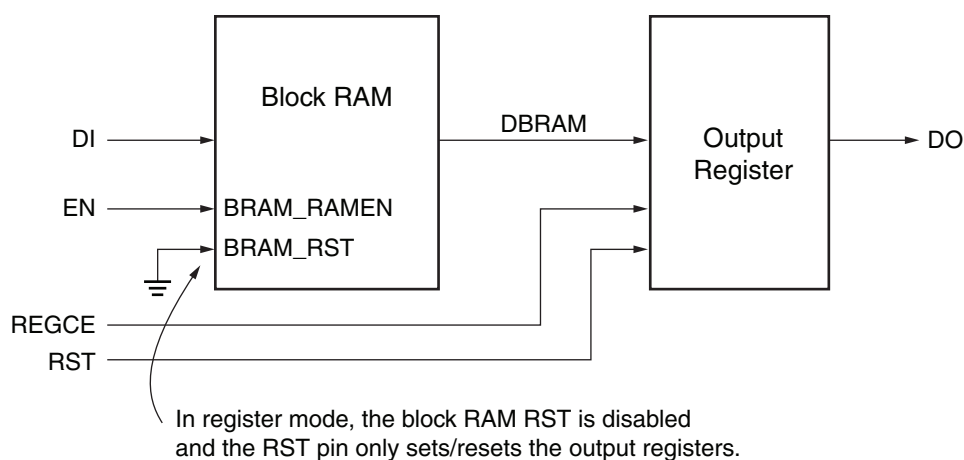 Block RAM
DI
DBRAM
Output
Register
DO
EN
BRAM_RAMEN
BRAM_RST
REGCE
RST
In register mode, the block RAM RST is disabled
and the RST pin only sets/resets the output registers.